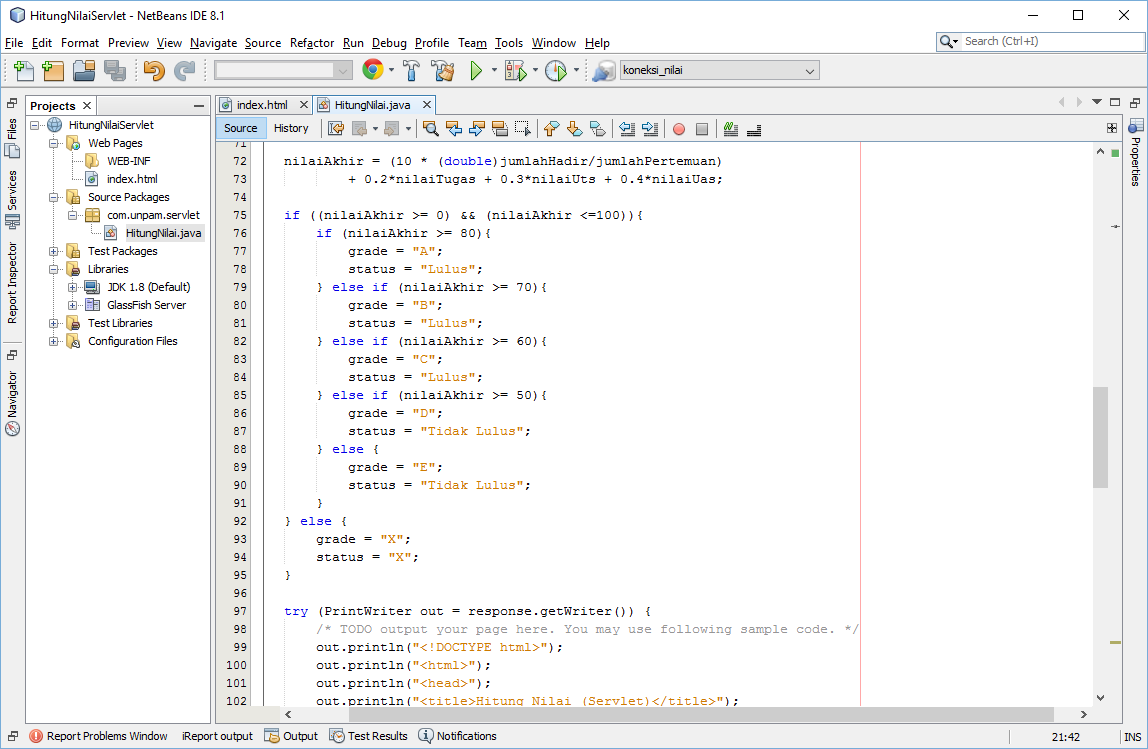 HitungNilaiServlet - NetBeans IDE 8.1
File Edit Format Preview View Navigate Source Refactor Run Debug Profile Team Tools Window Help
Search (Ctrl+I)
koneksi_nilai
Files
Services
Report Inspector
Navigator
Projects
HitungNilaiServlet
Web Pages
WEB-INF
index.html
Source Packages
com.unpam.servlet
HitungNilai.java
Test Packages
Libraries
JDK 1.8 (Default)
GlassFish Server
Test Libraries
Configuration Files
index.html HitungNilai.java
Source History
71
72 nilaiAkhir = (10 * (double)jumlahHadir/jumlahPertemuan)
73 + 0.2*nilaiTugas + 0.3*nilaiUts + 0.4*nilaiUas;
74
75 if ((nilaiAkhir >= 0) && (nilaiAkhir <=100)){
76 if (nilaiAkhir >= 80){
77 grade = "A";
78 status = "Lulus";
79 } else if (nilaiAkhir >= 70){
80 grade = "B";
81 status = "Lulus";
82 } else if (nilaiAkhir >= 60){
83 grade = "C";
84 status = "Lulus";
85 } else if (nilaiAkhir >= 50){
86 grade = "D";
87 status = "Tidak Lulus";
88 } else {
89 grade = "E";
90 status = "Tidak Lulus";
91 }
92 } else {
93 grade = "X";
94 status = "X";
95 }
96
97 try (PrintWriter out = response.getWriter()) {
98 /* TODO output your page here. You may use following sample code. */
99 out.println("<!DOCTYPE html>");
100 out.println("<html>");
101 out.println("<head>");
102 out.println("<title>Hitung Nilai (Servlet)</title>");
Properties
Report Problems Window iReport output Output Test Results Notifications
21:42 INS